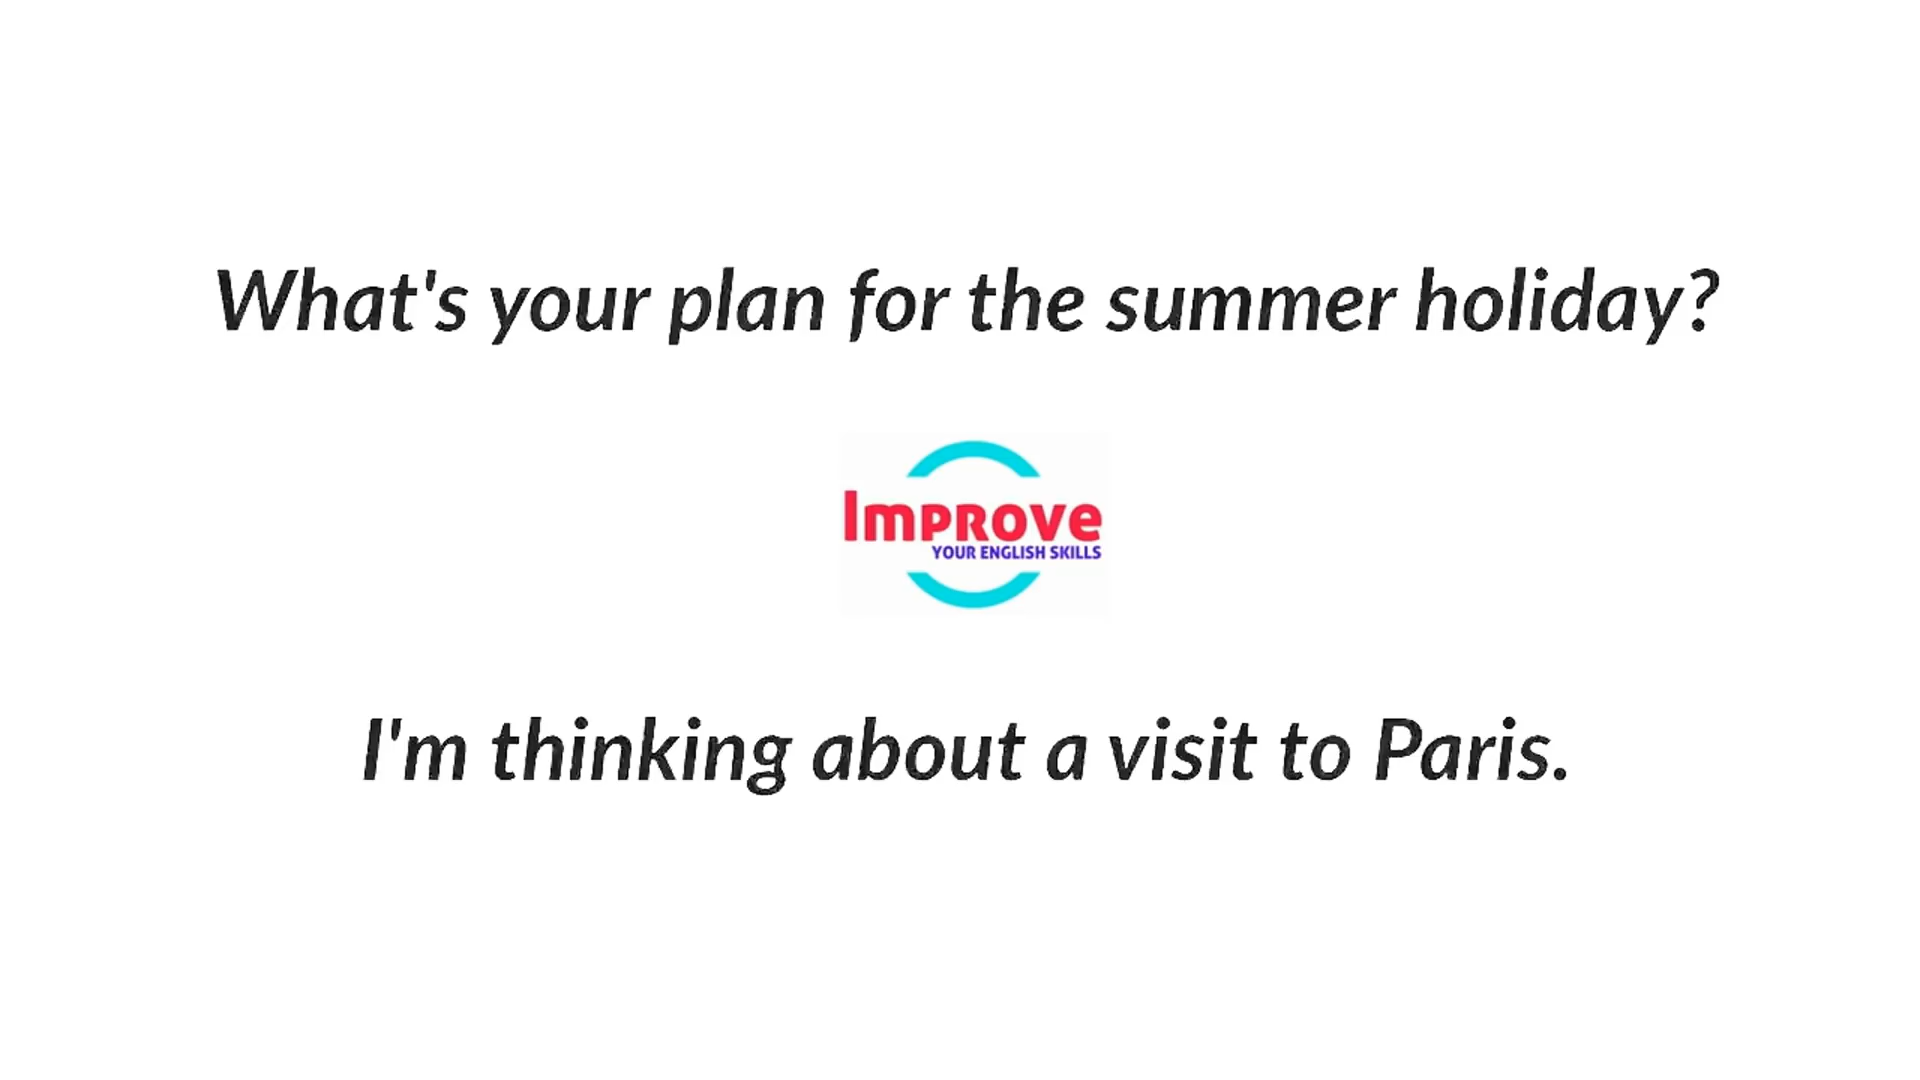 What's your plan for the summer holiday?
Improve
YOUR ENGLISH SKILLS
I'm thinking about a visit to Paris.